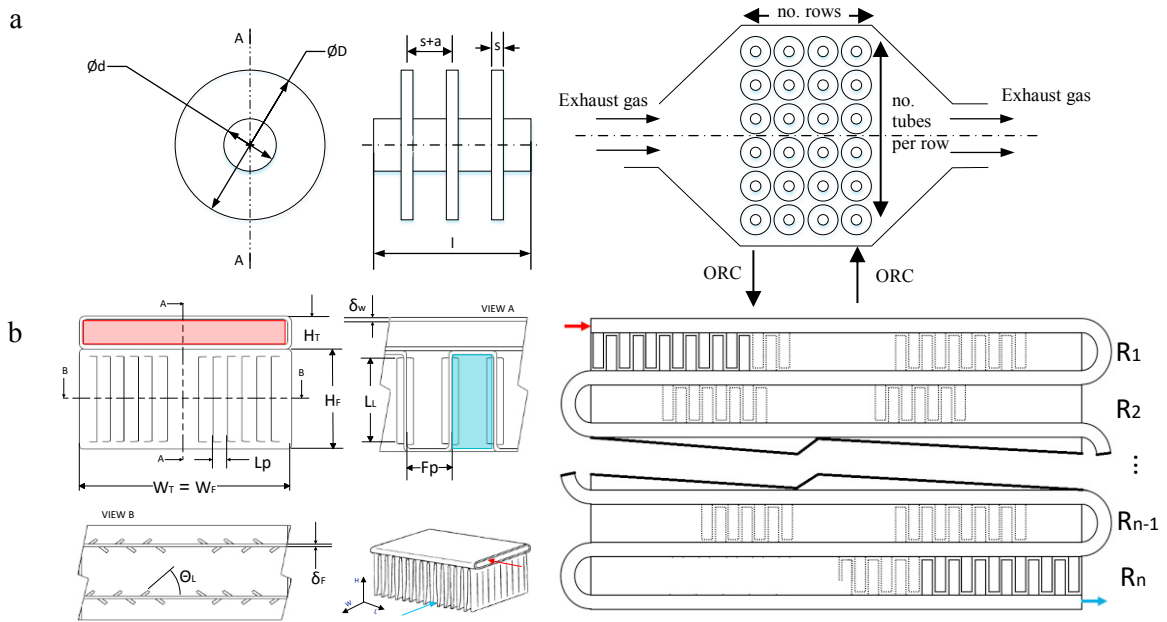 a
A
ØD
Ød
A
s+a
s
l
no. rows
Exhaust gas
no.
tubes
per row
Exhaust gas
ORC
ORC
b
A
B
B
A
HT
HF
Lp
WT = WF
δw
VIEW A
LL
Fp
VIEW B
ΘL
δF
H
W
L
R1
R2
⋮
Rn-1
Rn